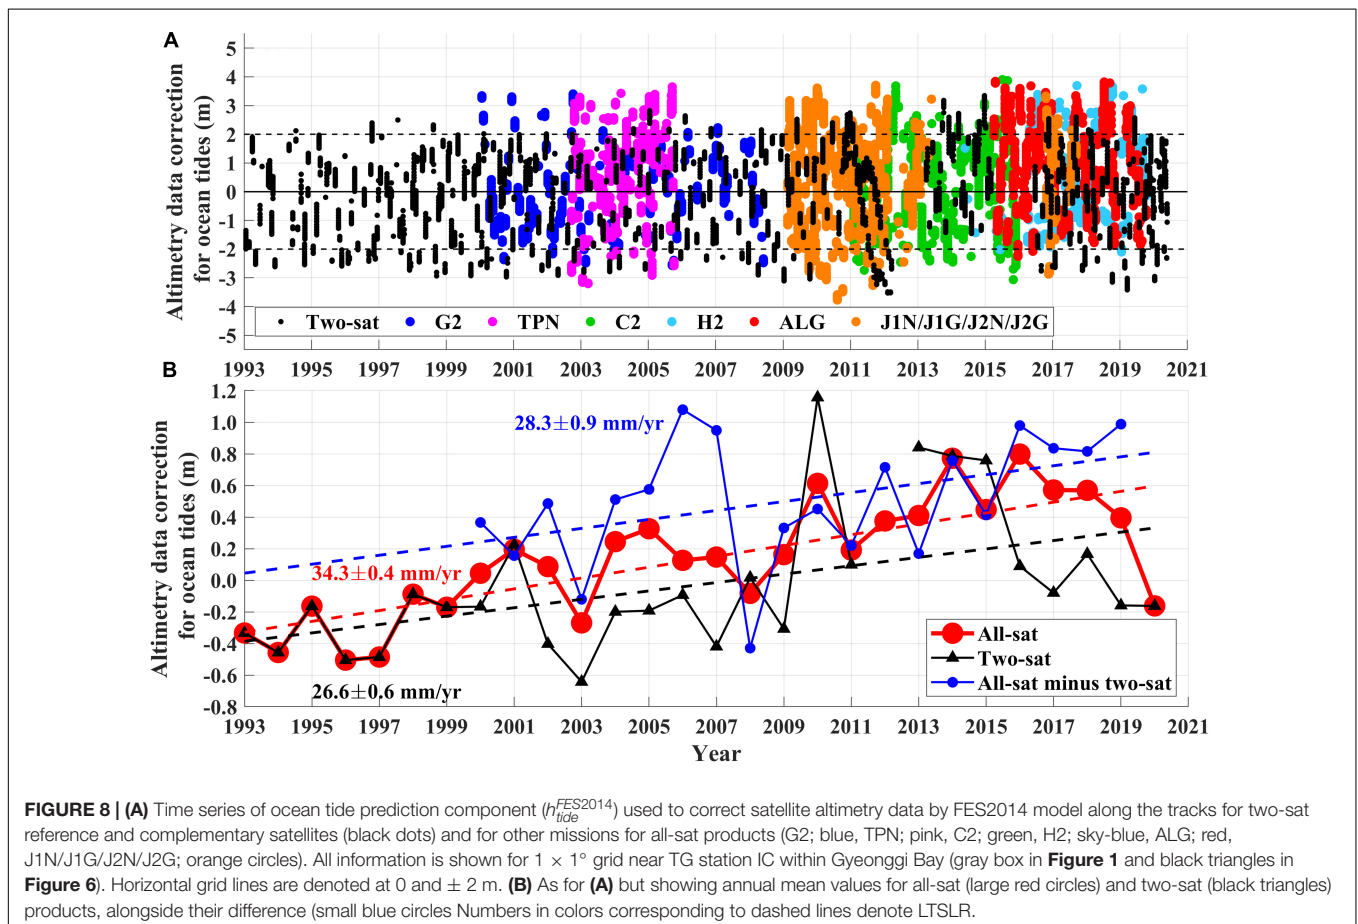 A
Altimetry data correction
for ocean tides (m)
5
4
3
2
1
0
-1
-2
-3
-4
-5
Two-sat G2 TPN C2 H2 ALG J1N/J1G/J2N/J2G
1993 1995 1997 1999 2001 2003 2005 2007 2009 2011 2013 2015 2017 2019 2021
B
Altimetry data correction
for ocean tides (m)
1.2
1.0
0.8
0.6
0.4
0.2
0.0
-0.2
-0.4
-0.6
-0.8
28.3±0.9 mm/yr
34.3±0.4 mm/yr
26.6±0.6 mm/yr
All-sat
Two-sat
All-sat minus two-sat
1993 1995 1997 1999 2001 2003 2005 2007 2009 2011 2013 2015 2017 2019 2021
Year
FIGURE 8 | (A) Time series of ocean tide prediction component (h_{tide}^{FES2014}) used to correct satellite altimetry data by FES2014 model along the tracks for two-sat
reference and complementary satellites (black dots) and for other missions for all-sat products (G2; blue, TPN; pink, C2; green, H2; sky-blue, ALG; red,
J1N/J1G/J2N/J2G; orange circles). All information is shown for 1 × 1° grid near TG station IC within Gyeonggi Bay (gray box in Figure 1 and black triangles in
Figure 6). Horizontal grid lines are denoted at 0 and ± 2 m. (B) As for (A) but showing annual mean values for all-sat (large red circles) and two-sat (black triangles)
products, alongside their difference (small blue circles Numbers in colors corresponding to dashed lines denote LTSLR.